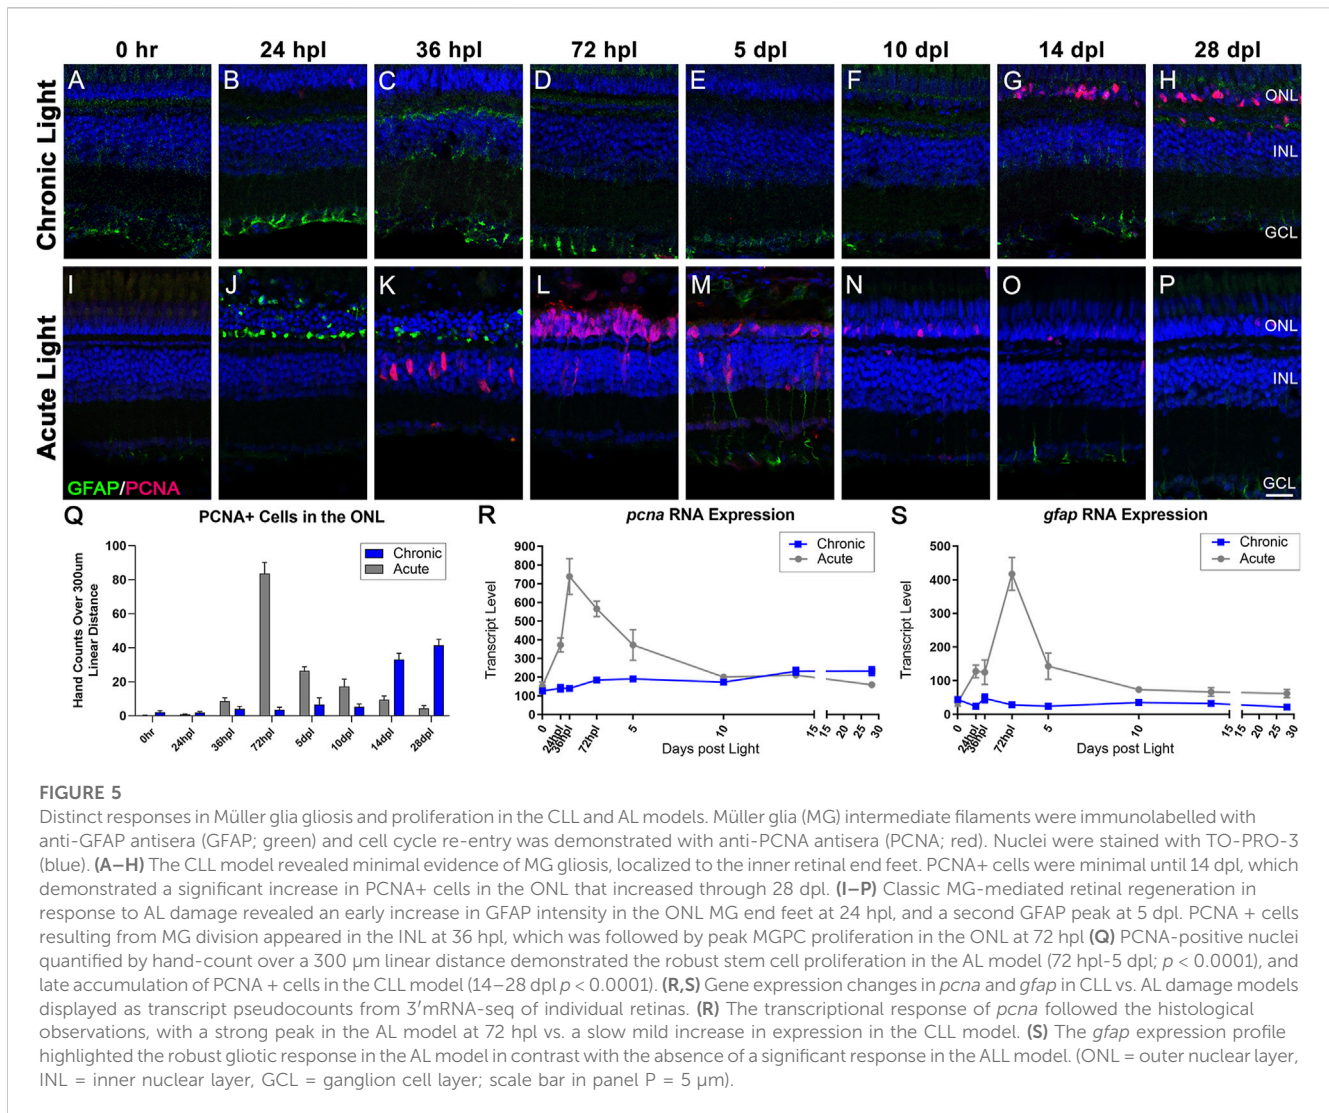 0 hr 24 hpl 36 hpl 72 hpl 5 dpl 10 dpl 14 dpl 28 dpl
Chronic Light
A B C D E F G H
ONL
INL
GCL
Acute Light
I J K L M N O P
ONL
INL
GCL
GFAP/PCNA
Q PCNA+ Cells in the ONL
Hand Counts Over 300um
Linear Distance
100
80
60
40
20
0
Chronic
Acute
0hr 24hpl 36hpl 72hpl 5dpl 10dpl 14dpl 28dpl
R pcna RNA Expression
Transcript Level
900
800
700
600
500
400
300
200
100
0
Chronic
Acute
0 24hpl 36hpl 72hpl 5 10 15 15 20 25 30
Days post Light
S gfap RNA Expression
Transcript Level
500
400
300
200
100
0
Chronic
Acute
0 24hpl 36hpl 72hpl 5 10 15 15 20 25 30
Days post Light
FIGURE 5
Distinct responses in Müller glia gliosis and proliferation in the CLL and AL models. Müller glia (MG) intermediate filaments were immunolabelled with
anti-GFAP antisera (GFAP; green) and cell cycle re-entry was demonstrated with anti-PCNA antisera (PCNA; red). Nuclei were stained with TO-PRO-3
(blue). (A–H) The CLL model revealed minimal evidence of MG gliosis, localized to the inner retinal end feet. PCNA+ cells were minimal until 14 dpl, which
demonstrated a significant increase in PCNA+ cells in the ONL that increased through 28 dpl. (I–P) Classic MG-mediated retinal regeneration in
response to AL damage revealed an early increase in GFAP intensity in the ONL MG end feet at 24 hpl, and a second GFAP peak at 5 dpl. PCNA + cells
resulting from MG division appeared in the INL at 36 hpl, which was followed by peak MGPC proliferation in the ONL at 72 hpl (Q) PCNA-positive nuclei
quantified by hand-count over a 300 µm linear distance demonstrated the robust stem cell proliferation in the AL model (72 hpl-5 dpl; p < 0.0001), and
late accumulation of PCNA + cells in the CLL model (14–28 dpl p < 0.0001). (R,S) Gene expression changes in pcna and gfap in CLL vs. AL damage models
displayed as transcript pseudocounts from 3′mRNA-seq of individual retinas. (R) The transcriptional response of pcna followed the histological
observations, with a strong peak in the AL model at 72 hpl vs. a slow mild increase in expression in the CLL model. (S) The gfap expression profile
highlighted the robust gliotic response in the AL model in contrast with the absence of a significant response in the ALL model. (ONL = outer nuclear layer,
INL = inner nuclear layer, GCL = ganglion cell layer; scale bar in panel P = 5 µm).